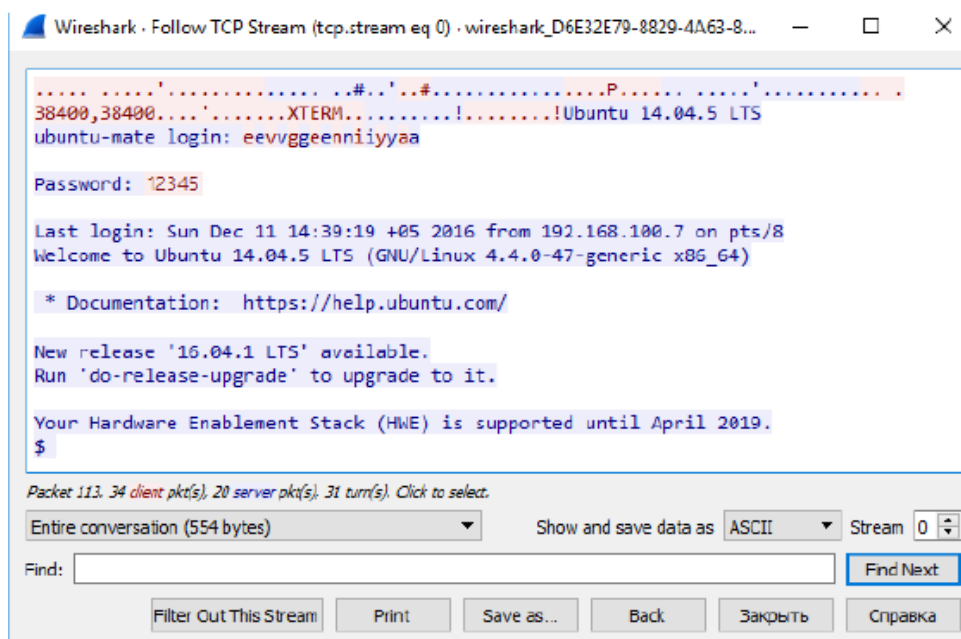 Wireshark · Follow TCP Stream (tcp.stream eq 0) · wireshark_D6E32E79-8829-4A63-8...
..... .....'.............. ..#..'..#................P...... .....'........... .
38400,38400....'.......XTERM..........!........!Ubuntu 14.04.5 LTS
ubuntu-mate login: eevvggeenniiyyaa
Password: 12345
Last login: Sun Dec 11 14:39:19 +05 2016 from 192.168.100.7 on pts/8
Welcome to Ubuntu 14.04.5 LTS (GNU/Linux 4.4.0-47-generic x86_64)
* Documentation: https://help.ubuntu.com/
New release '16.04.1 LTS' available.
Run 'do-release-upgrade' to upgrade to it.
Your Hardware Enablement Stack (HWE) is supported until April 2019.
$
Packet 113. 34 client pkt(s), 20 server pkt(s), 31 turn(s). Click to select.
Entire conversation (554 bytes) Show and save data as ASCII Stream 0
Find: Find Next
Filter Out This Stream Print Save as... Back Закрыть Справка